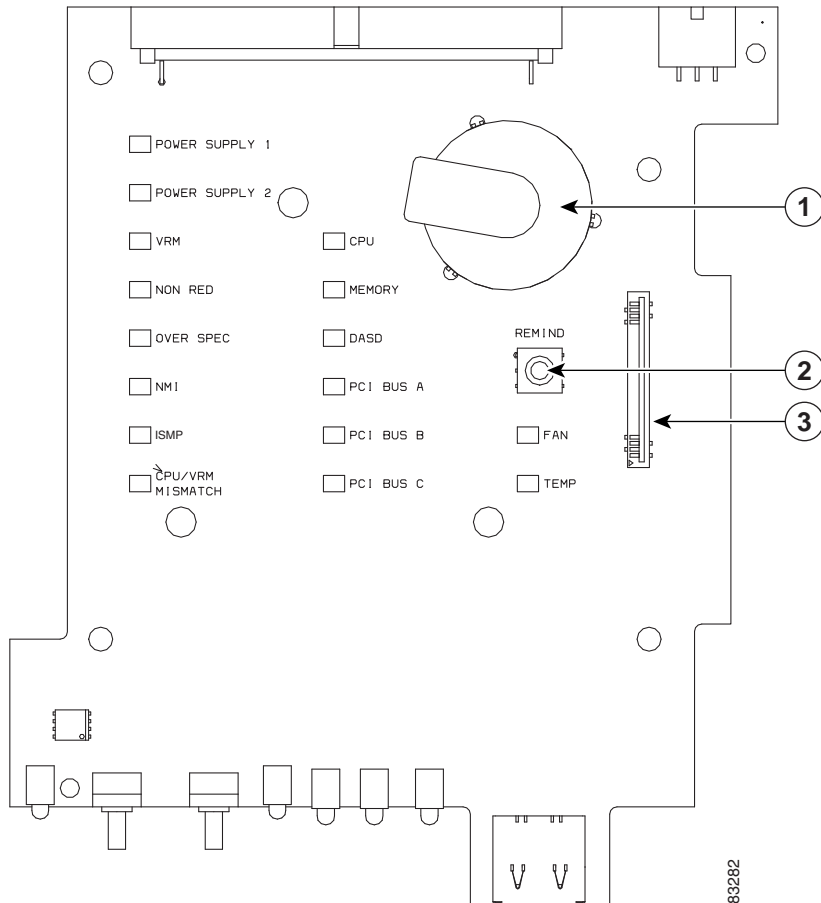 POWER SUPPLY 1
POWER SUPPLY 2
VRM
CPU
NON RED
MEMORY
OVER SPEC
DASD
REMIND
NMI
PCI BUS A
ISMP
PCI BUS B
FAN
CPU/VRM
MISMATCH
PCI BUS C
TEMP
1
2
3
83282